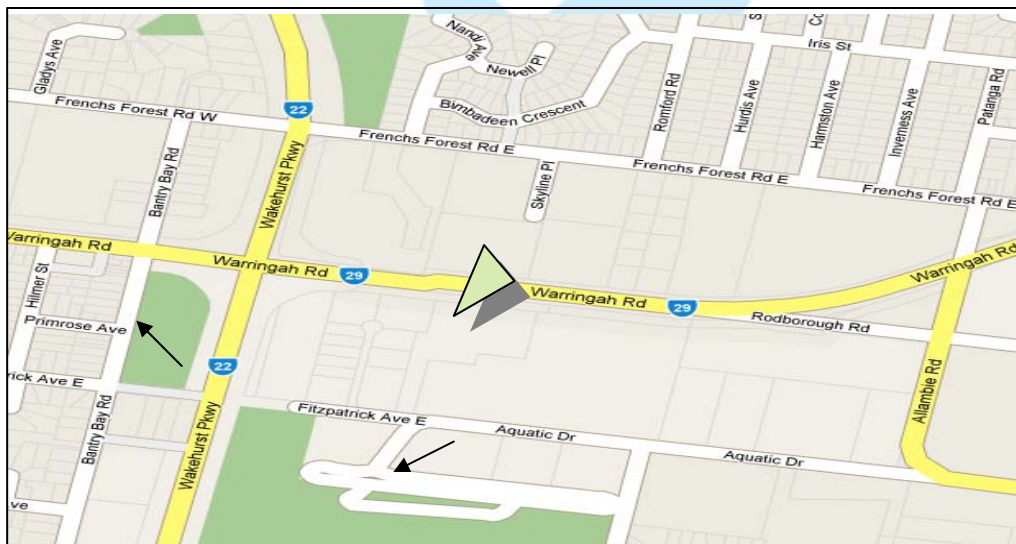 Gladys Ave
Nandi Ave
Newell Pl
Iris St
Bimbadeen Crescent
Romford Rd
Hurdis Ave
Harmston Ave
Inverness Ave
Patanga Rd
Frenchs Forest Rd W
22
Frenchs Forest Rd E
Frenchs Forest Rd E
Frenchs Forest Rd E
Bantry Bay Rd
Wakehurst Pkwy
Skyline Pl
Warringah Rd
Warringah Rd
29
Warringah Rd
29
Warringah Rd
Rodborough Rd
Hilmer St
Primrose Ave
22
rick Ave E
Bantry Bay Rd
Wakehurst Pkwy
Fitzpatrick Ave E
Aquatic Dr
Aquatic Dr
Allambie Rd
ve